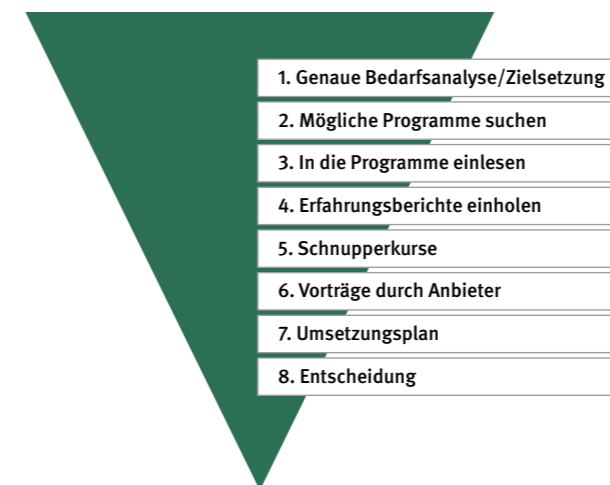 1. Genaue Bedarfsanalyse/Zielsetzung
2. Mögliche Programme suchen
3. In die Programme einlesen
4. Erfahrungsberichte einholen
5. Schnupperkurse
6. Vorträge durch Anbieter
7. Umsetzungsplan
8. Entscheidung